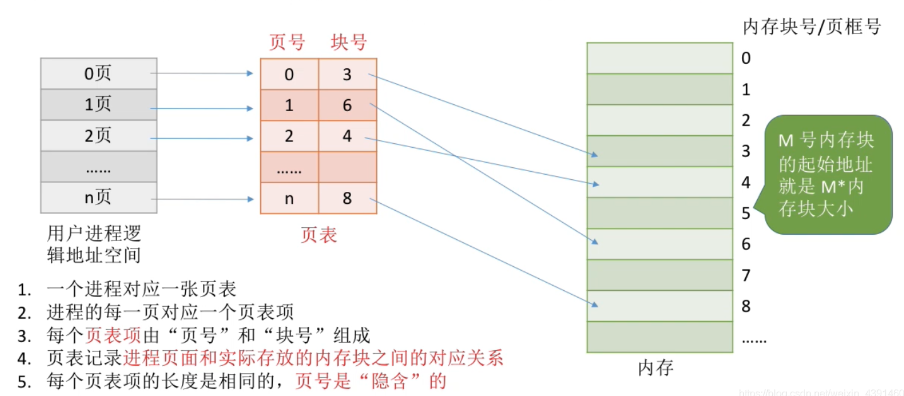 内存块号/页框号
页号 块号
0页
1页
2页
……
n页
0 3
1 6
2 4
……
n 8
0
1
2
3
4
5
6
7
8
……
M 号内存块
的起始地址
就是 M*内
存块大小
用户进程逻
辑地址空间
页表
内存
1. 一个进程对应一张页表
2. 进程的每一页对应一个页表项
3. 每个页表项由“页号”和“块号”组成
4. 页表记录进程页面和实际存放的内存块之间的对应关系
5. 每个页表项的长度是相同的，页号是“隐含”的